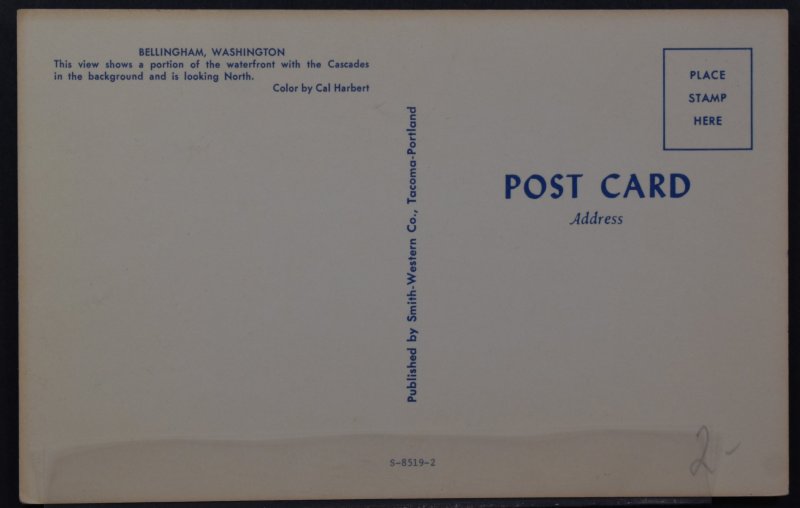 BELLINGHAM, WASHINGTON
This view shows a portion of the waterfront with the Cascades
in the background and is looking North.
Color by Cal Harbert
Published by Smith-Western Co., Tacoma-Portland
PLACE
STAMP
HERE
POST CARD
Address
S-8519-2
2-